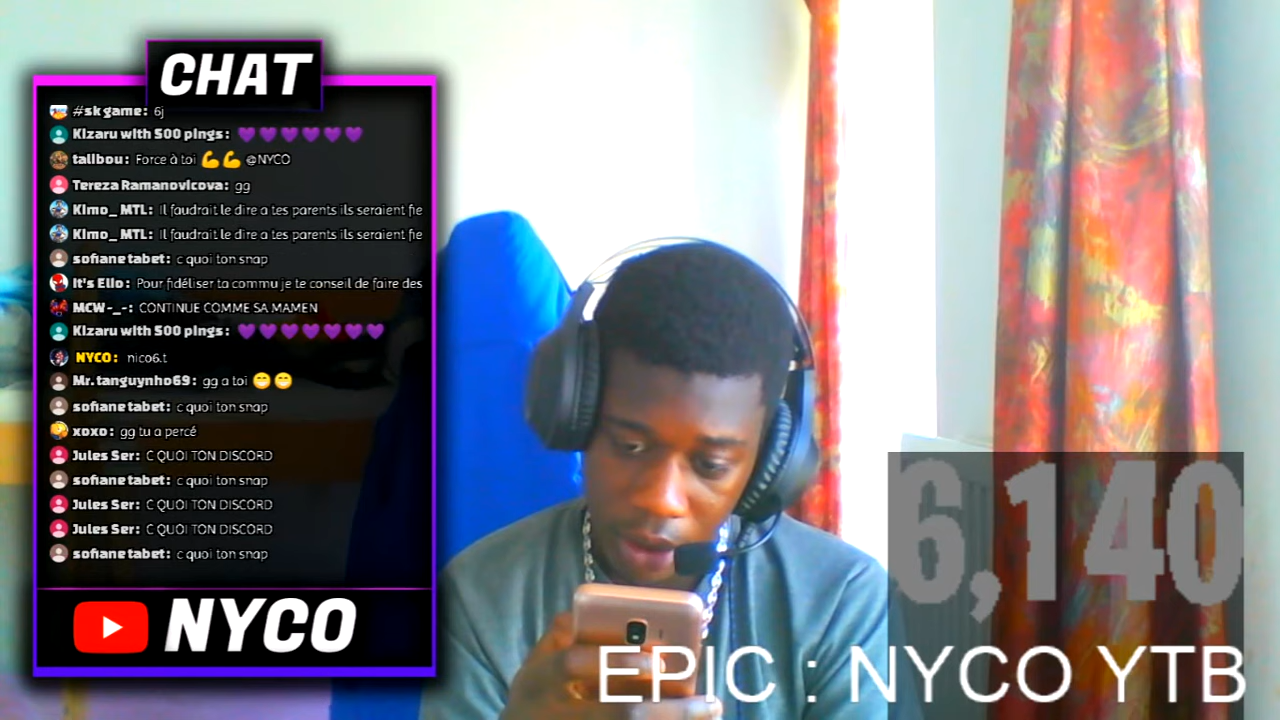 CHAT
#sk game: 6j
Kizaru with 500 pings: 💜💜💜💜💜💜
talibou: Force à toi 💪💪 @NYCO
Tereza Ramanovicova: gg
Kimo_MTL: Il faudrait le dire a tes parents ils seraient fie
Kimo_MTL: Il faudrait le dire a tes parents ils seraient fie
sofiane tabet: c quoi ton snap
It's Elio: Pour fidéliser ta commu je te conseil de faire des
MCW-_-: CONTINUE COMME SA MAMEN
Kizaru with 500 pings: 💜💜💜💜💜💜💜
NYCO: nico6.t
Mr.tanguynho69: gg a toi 😁😁
sofiane tabet: c quoi ton snap
xoxo: gg tu a percé
Jules Ser: C QUOI TON DISCORD
sofiane tabet: c quoi ton snap
Jules Ser: C QUOI TON DISCORD
Jules Ser: C QUOI TON DISCORD
sofiane tabet: c quoi ton snap
NYCO
6,140
EPIC : NYCO YTB